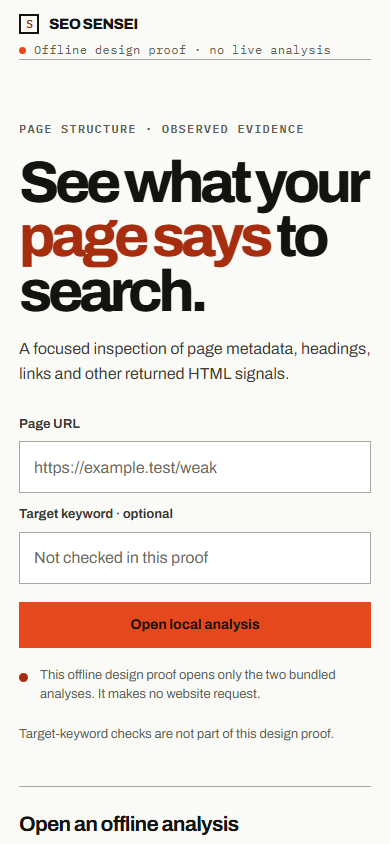 S SEO SENSEI
Offline design proof · no live analysis
PAGE STRUCTURE · OBSERVED EVIDENCE
See what your
page says to
search.
A focused inspection of page metadata, headings,
links and other returned HTML signals.
Page URL
https://example.test/weak
Target keyword · optional
Not checked in this proof
Open local analysis
This offline design proof opens only the two bundled
analyses. It makes no website request.
Target-keyword checks are not part of this design proof.
Open an offline analysis